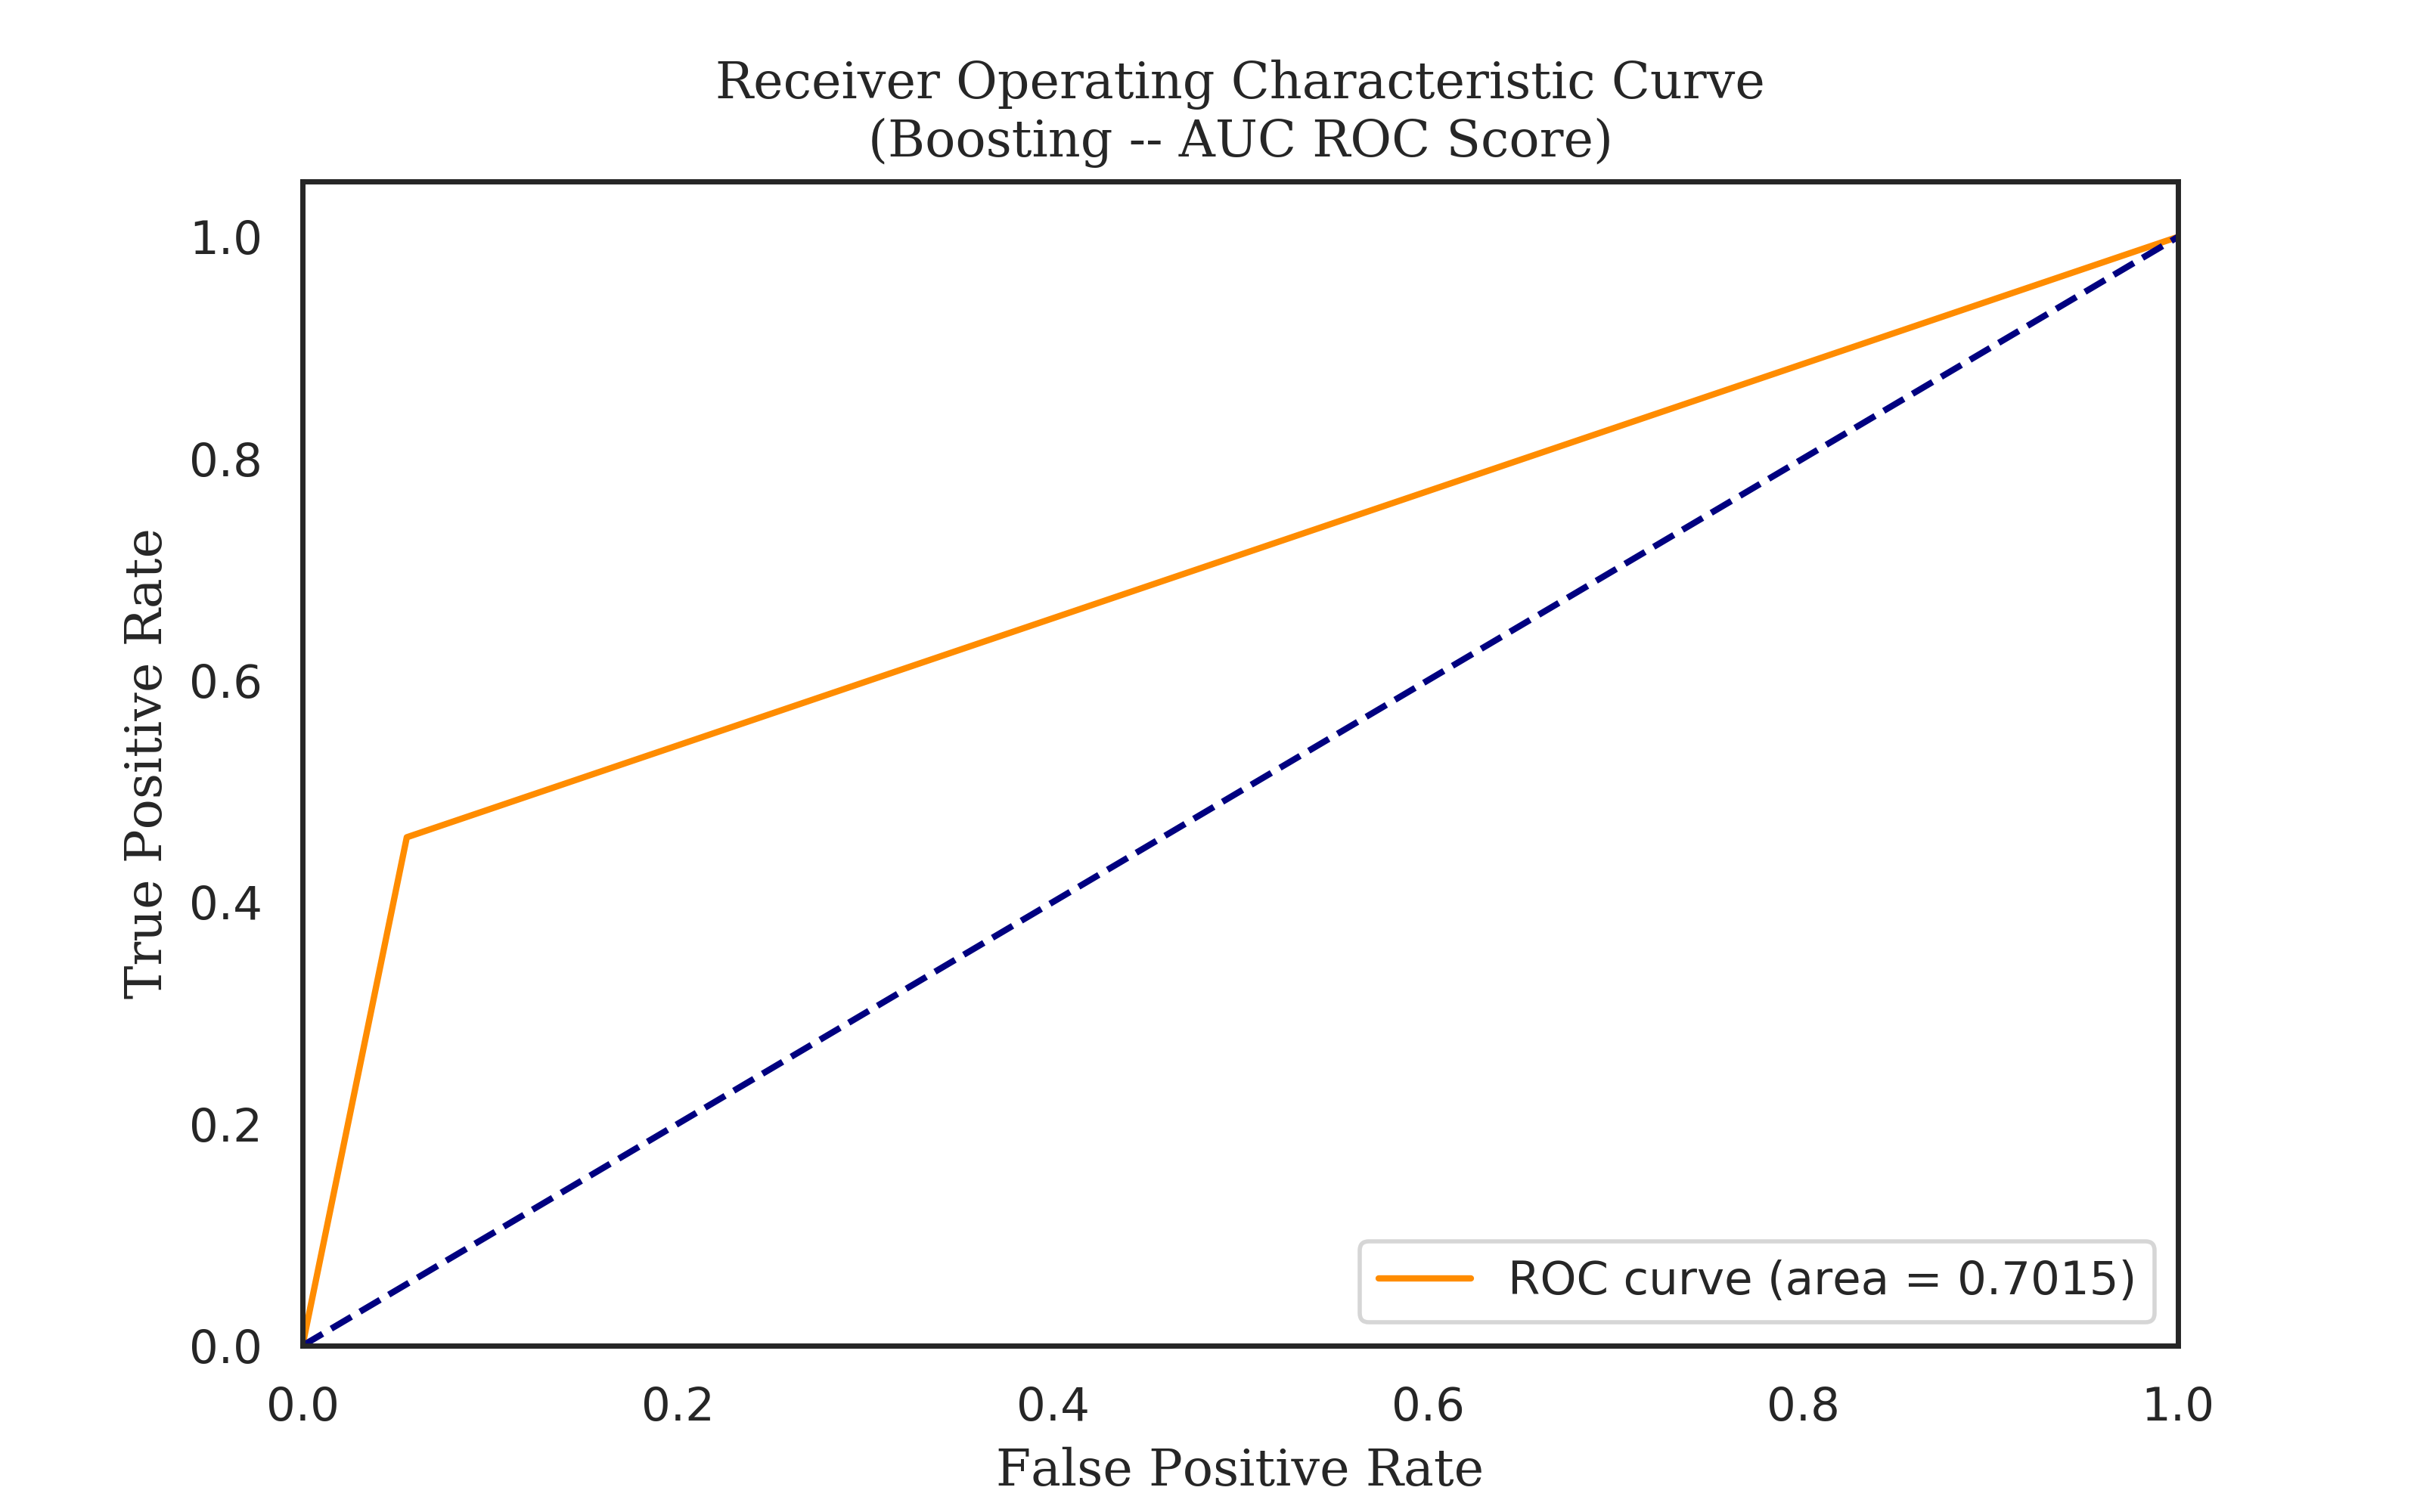 Receiver Operating Characteristic Curve
(Boosting -- AUC ROC Score)
True Positive Rate
1.0
0.8
0.6
0.4
0.2
0.0
ROC curve (area = 0.7015)
0.0 0.2 0.4 0.6 0.8 1.0
False Positive Rate